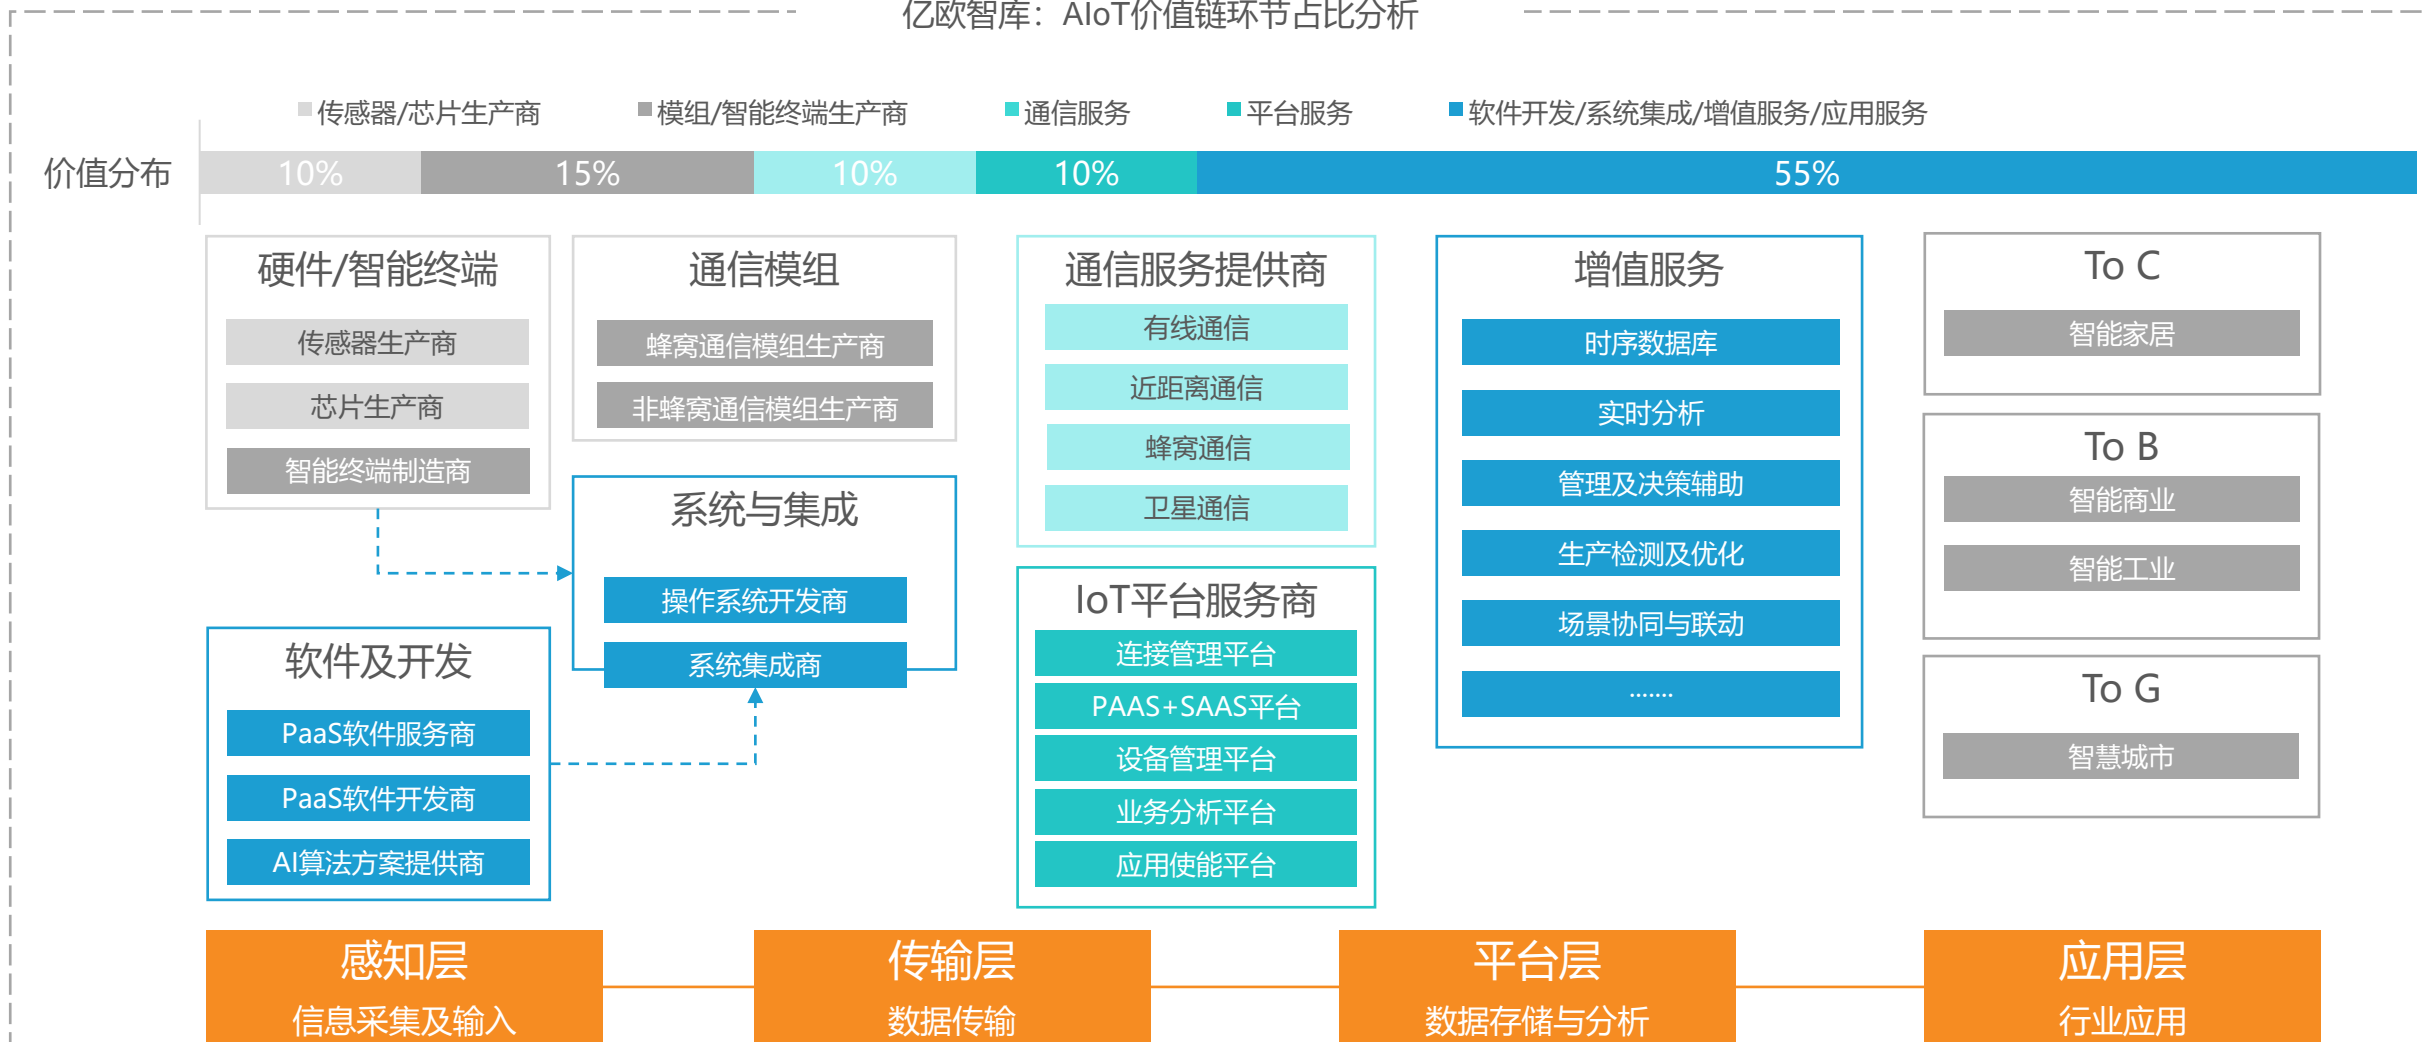 亿欧智库：AIoT价值链环节占比分析
传感器/芯片生产商
模组/智能终端生产商
通信服务
平台服务
软件开发/系统集成/增值服务/应用服务
价值分布
10%
15%
10%
10%
55%
硬件/智能终端
传感器生产商
芯片生产商
智能终端制造商
通信模组
蜂窝通信模组生产商
非蜂窝通信模组生产商
系统与集成
操作系统开发商
系统集成商
软件及开发
PaaS软件服务商
PaaS软件开发商
AI算法方案提供商
通信服务提供商
有线通信
近距离通信
蜂窝通信
卫星通信
IoT平台服务商
连接管理平台
PAAS+SAAS平台
设备管理平台
业务分析平台
应用使能平台
增值服务
时序数据库
实时分析
管理及决策辅助
生产检测及优化
场景协同与联动
.......
To C
智能家居
To B
智能商业
智能工业
To G
智慧城市
感知层
信息采集及输入
传输层
数据传输
平台层
数据存储与分析
应用层
行业应用